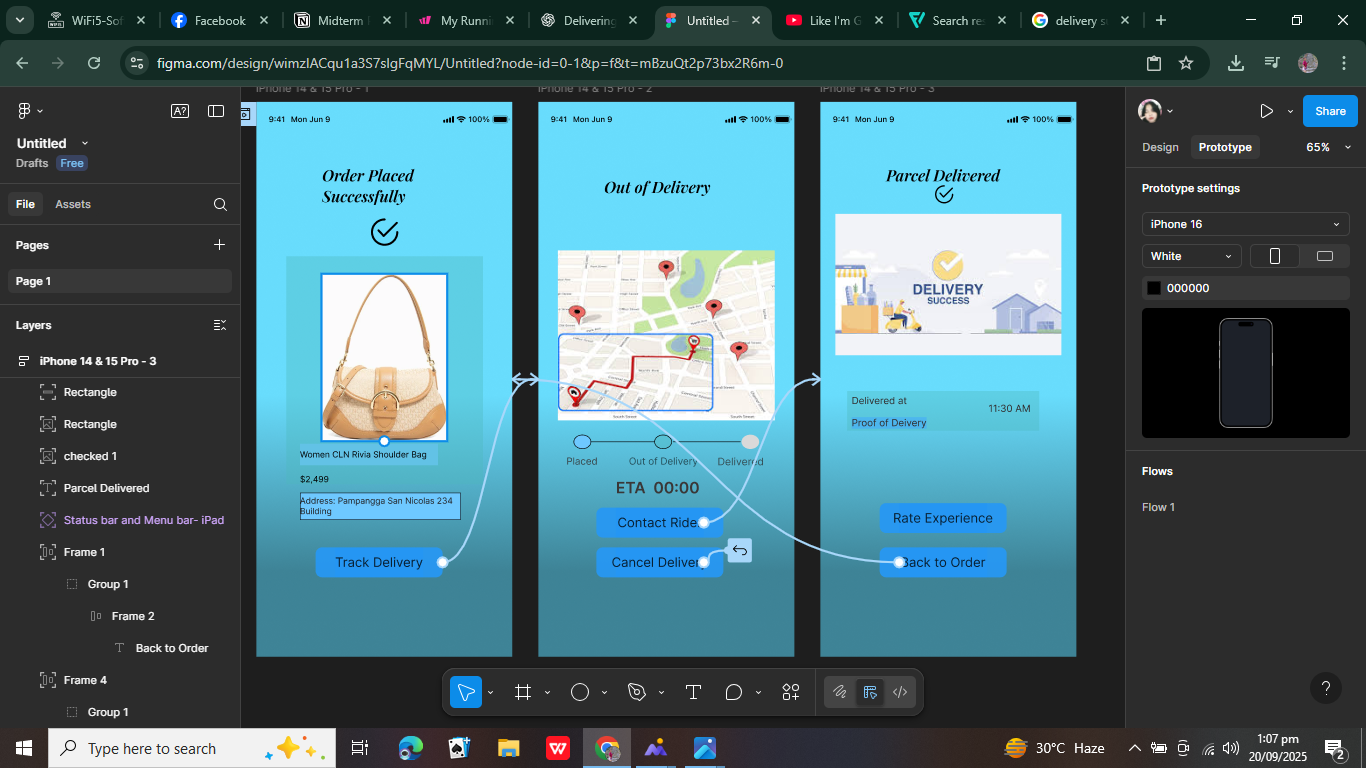 WiFi5-Sof
Facebook
Midterm
My Runni
Delivering
Untitled –
Like I'm G
Search res
delivery su
figma.com/design/wimzIACqu1a3S7slgFqMYL/Untitled?node-id=0-1&p=f&t=mBzuQt2p73bx2R6m-0
Untitled
Drafts Free
File Assets
Pages
Page 1
Layers
iPhone 14 & 15 Pro - 3
Rectangle
Rectangle
checked 1
Parcel Delivered
Status bar and Menu bar- iPad
Frame 1
Group 1
Frame 2
Back to Order
Frame 4
Group 1
iPhone 14 & 15 Pro - 1
9:41 Mon Jun 9 100%
Order Placed
Successfully
Women CLN Rivia Shoulder Bag
$2,499
Address: Pampangga San Nicolas 234
Building
Track Delivery
iPhone 14 & 15 Pro - 2
9:41 Mon Jun 9 100%
Out of Delivery
Placed Out of Delivery Delivered
ETA 00:00
Contact Ride
Cancel Delivery
iPhone 14 & 15 Pro - 3
9:41 Mon Jun 9 100%
Parcel Delivered
DELIVERY
SUCCESS
Delivered at
11:30 AM
Proof of Deivery
Rate Experience
Back to Order
A?
Share
Design Prototype 65%
Prototype settings
iPhone 16
White
000000
Flows
Flow 1
?
Type here to search
30°C Haze
1:07 pm
20/09/2025
2